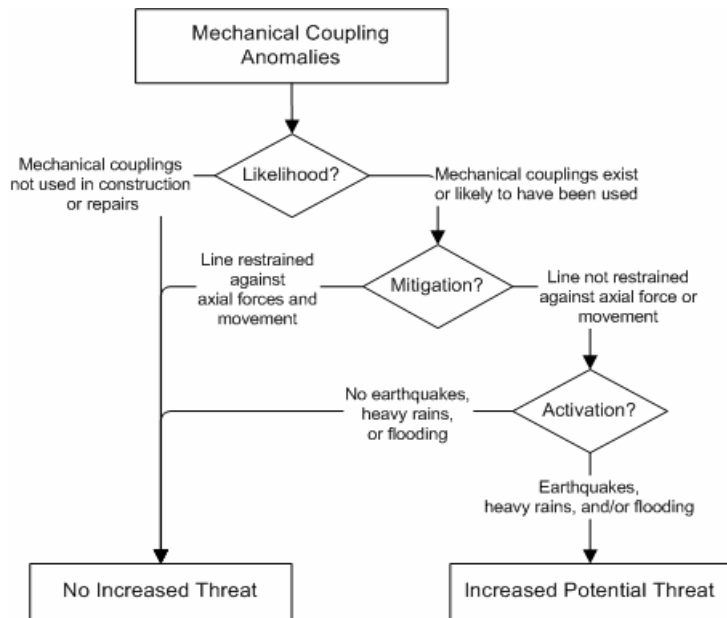 Mechanical Coupling
Anomalies
Likelihood?
Mechanical couplings
not used in construction
or repairs
Mechanical couplings exist
or likely to have been used
Mitigation?
Line restrained
against
axial forces and
movement
Line not restrained
against axial force or
movement
Activation?
No earthquakes,
heavy rains,
or flooding
Earthquakes,
heavy rains, and/or flooding
No Increased Threat
Increased Potential Threat